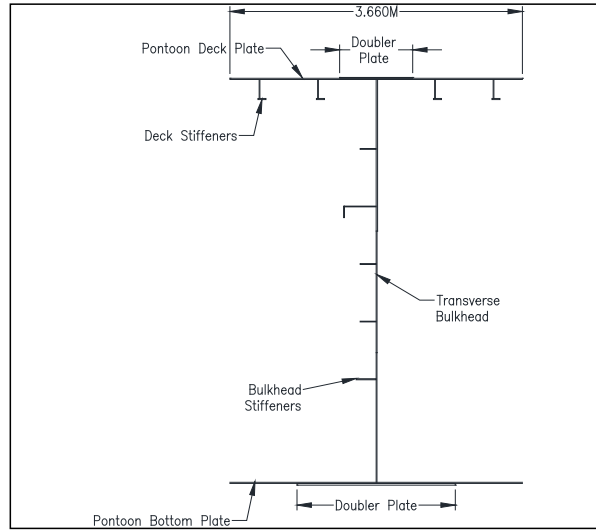 3.660M
Doubler
Plate
Pontoon Deck Plate
Deck Stiffeners
Transverse
Bulkhead
Bulkhead
Stiffeners
Doubler Plate
Pontoon Bottom Plate